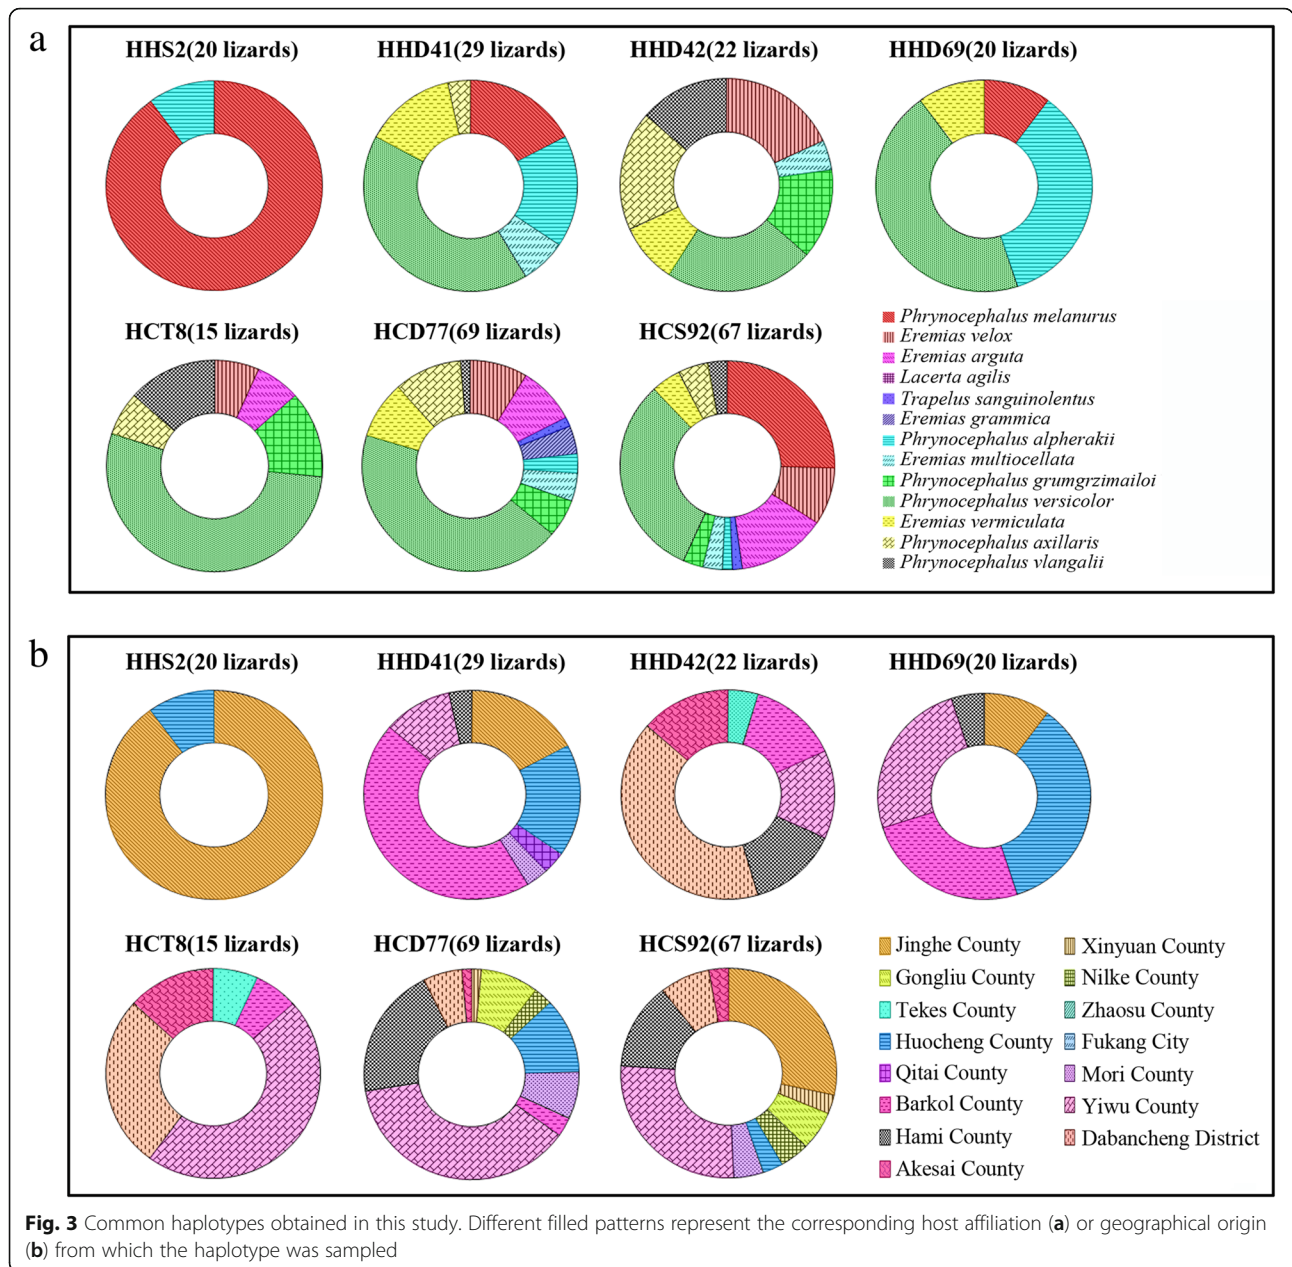 a
HHS2(20 lizards) HHD41(29 lizards) HHD42(22 lizards) HHD69(20 lizards)
HCT8(15 lizards) HCD77(69 lizards) HCS92(67 lizards)
Phrynocephalus melanurus
Eremias velox
Eremias arguta
Lacerta agilis
Trapelus sanguinolentus
Eremias grammica
Phrynocephalus alpherakii
Eremias multiocellata
Phrynocephalus grumgrzimailoi
Phrynocephalus versicolor
Eremias vermiculata
Phrynocephalus axillaris
Phrynocephalus vlangalii
b
HHS2(20 lizards) HHD41(29 lizards) HHD42(22 lizards) HHD69(20 lizards)
HCT8(15 lizards) HCD77(69 lizards) HCS92(67 lizards)
Jinghe County Xinyuan County
Gongliu County Nilke County
Tekes County Zhaosu County
Huocheng County Fukang City
Qitai County Mori County
Barkol County Yiwu County
Hami County Dabancheng District
Akesai County
Fig. 3 Common haplotypes obtained in this study. Different filled patterns represent the corresponding host affiliation (a) or geographical origin
(b) from which the haplotype was sampled